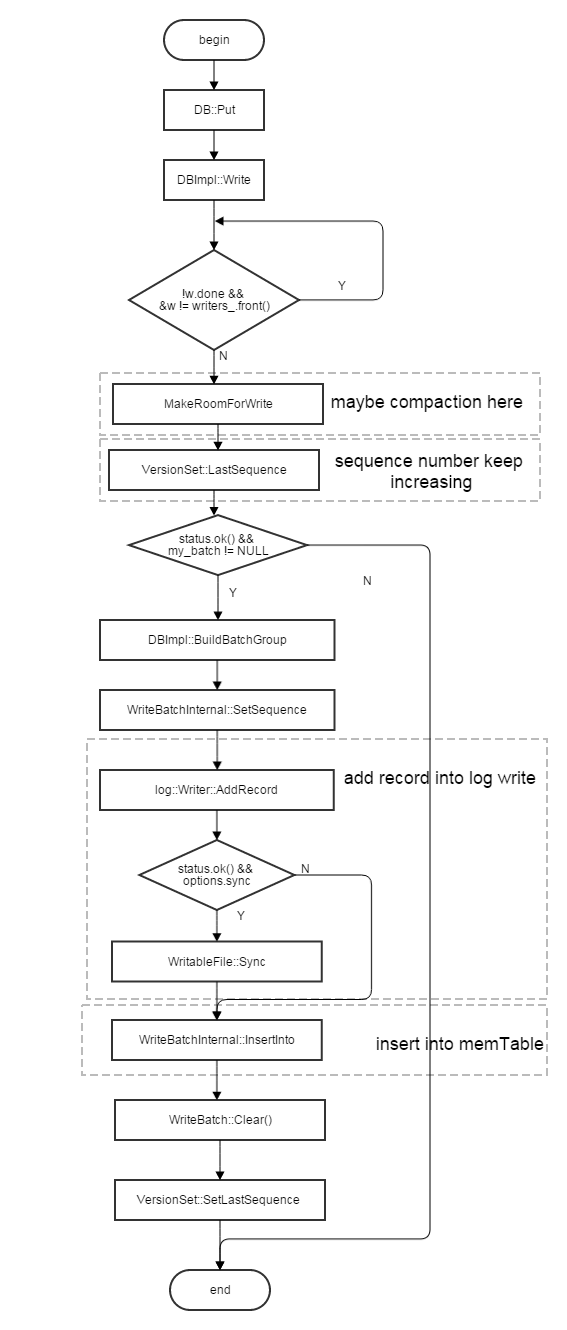 begin
DB::Put
DBImpl::Write
!w.done &&
&w != writers_.front()
Y
N
MakeRoomForWrite
maybe compaction here
VersionSet::LastSequence
sequence number keep
increasing
status.ok() &&
my_batch != NULL
N
Y
DBImpl::BuildBatchGroup
WriteBatchInternal::SetSequence
log::Writer::AddRecord
add record into log write
status.ok() &&
options.sync
N
Y
WritableFile::Sync
WriteBatchInternal::InsertInto
insert into memTable
WriteBatch::Clear()
VersionSet::SetLastSequence
end